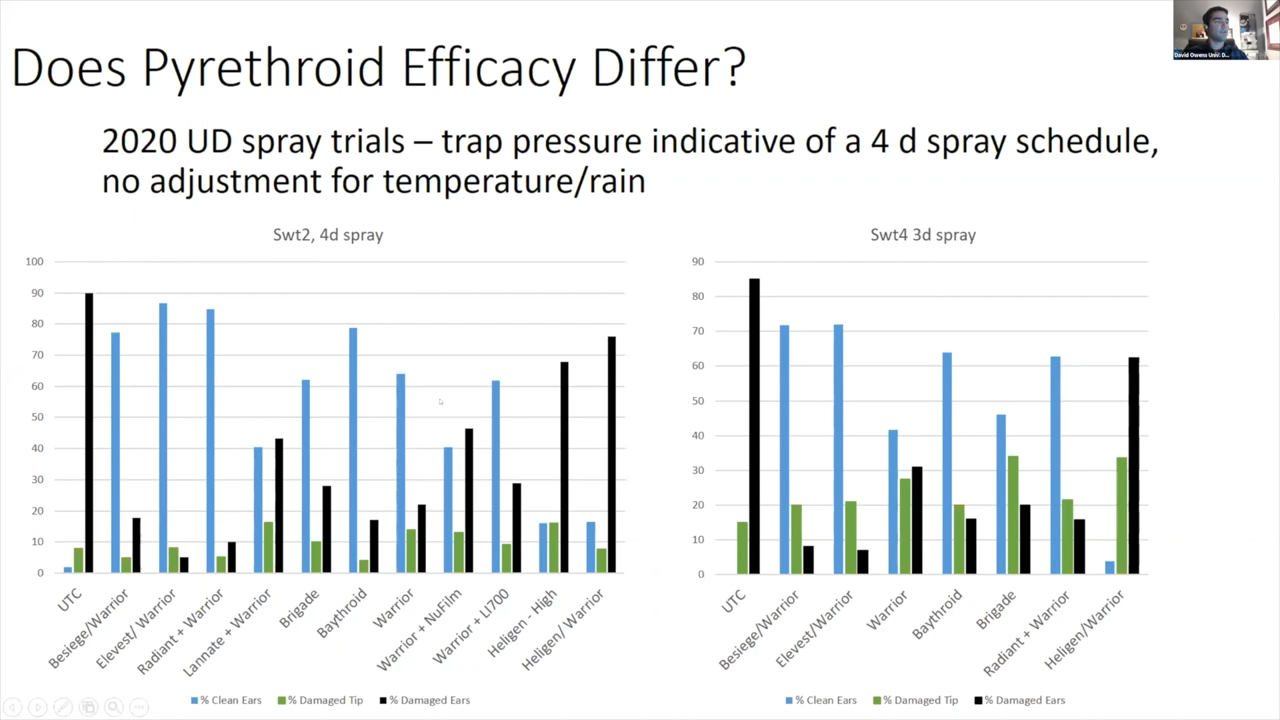 David Owens Univ. D...
Does Pyrethroid Efficacy Differ?
2020 UD spray trials – trap pressure indicative of a 4 d spray schedule,
no adjustment for temperature/rain
Swt2, 4d spray
100
90
80
70
60
50
40
30
20
10
0
UTC
Besiege/Warrior
Elevest/ Warrior
Radiant + Warrior
Lannate + Warrior
Brigade
Baythroid
Warrior
Warrior + NuFilm
Warrior + LI700
Heligen - High
Heligen/ Warrior
% Clean Ears
% Damaged Tip
% Damaged Ears
Swt4 3d spray
90
80
70
60
50
40
30
20
10
0
UTC
Besiege/Warrior
Elevest/Warrior
Warrior
Baythroid
Brigade
Radiant + Warrior
Heligen/Warrior
% Clean Ears
% Damaged Tip
% Damaged Ears